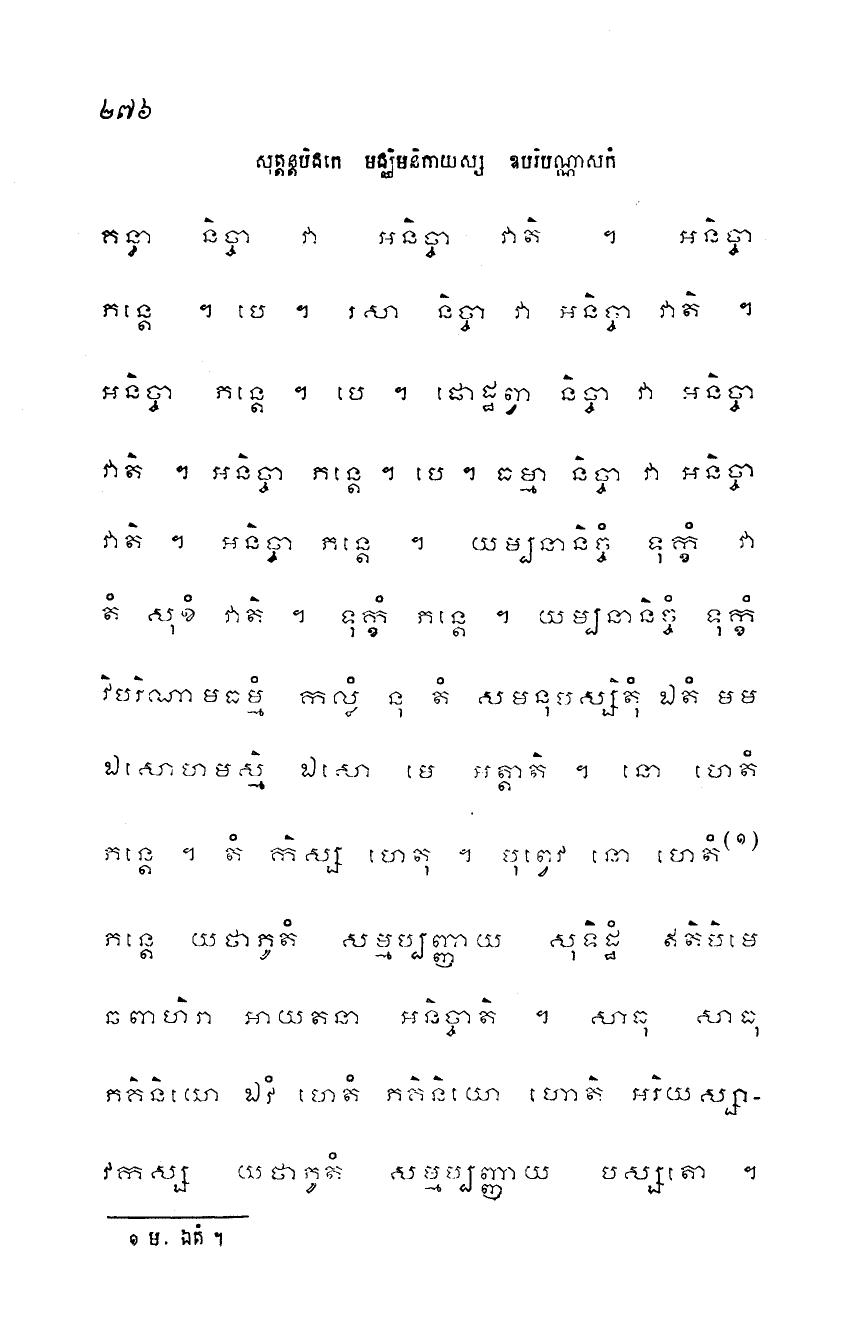 ២៧៦
សុត្តន្តបិដកេ មជ្ឈិមនិកាយស្ស ឧបរិបណ្ណាសកំ
គន្ធា និច្ចា វា អនិច្ចា វាតិ ។ អនិច្ចា
ភន្តេ ។ បេ ។ រសា និច្ចា វា អនិច្ចា វាតិ ។
អនិច្ចា ភន្តេ ។ បេ ។ ផោដ្ឋព្វា និច្ចា វា អនិច្ចា
វាតិ ។ អនិច្ចា ភន្តេ ។ បេ ។ ធម្មា និច្ចា វា អនិច្ចា
វាតិ ។ អនិច្ចា ភន្តេ ។ យម្បនានិច្ចំ ទុក្ខំ វា
តំ សុខំ វាតិ ។ ទុក្ខំ ភន្តេ ។ យម្បនានិច្ចំ ទុក្ខំ
វិបរិណាមធម្មំ កល្លំ នុ តំ សមនុបស្សិតុំ ឯតំ មម
ឯសោហមស្មិ ឯសោ មេ អត្តាតិ ។ នោ ហេតំ
ភន្តេ ។ តំ កិស្ស ហេតុ ។ បុព្វេវ នោ ហេតំ(១)
ភន្តេ យថាភូតំ សម្មប្បញ្ញាយ សុទិដ្ឋំ ឥតិបិមេ
ឆពាហិរា អាយតនា អនិច្ចាតិ ។ សាធុ សាធុ
ភគិនិយោ ឯវំ ហេតំ ភគិនិយោ ហោតិ អរិយស្សា-
វកស្ស យថាភូតំ សម្មប្បញ្ញាយ បស្សតោ ។
១ ម. ឯតំ ។